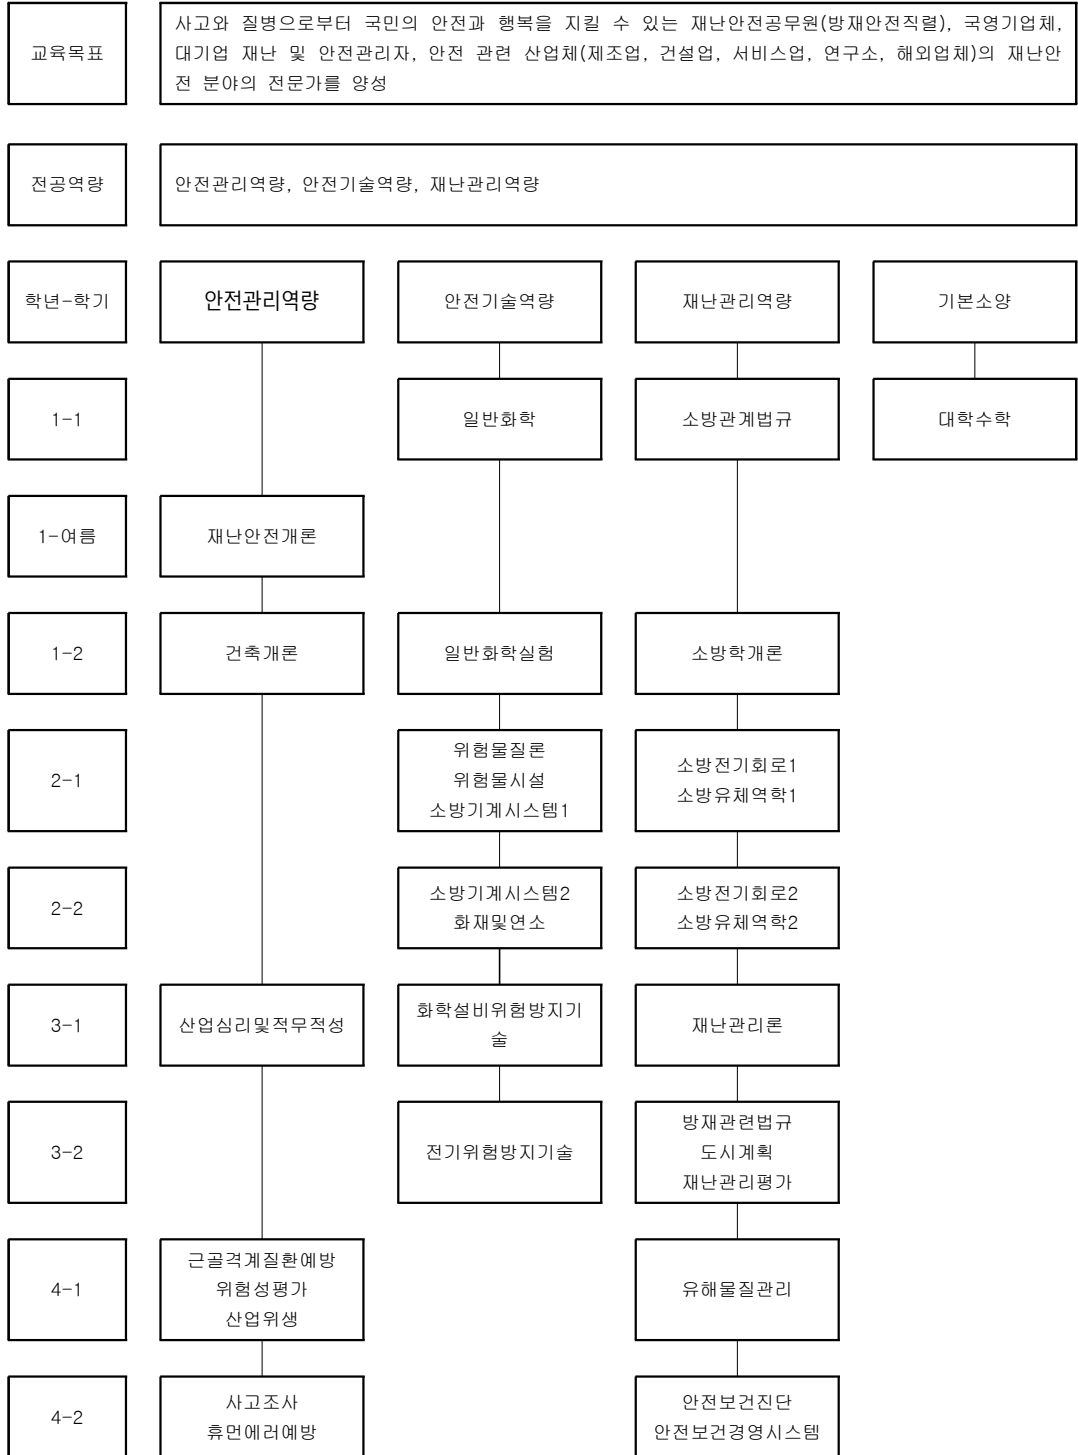 교육목표
사고와 질병으로부터 국민의 안전과 행복을 지킬 수 있는 재난안전공무원(방재안전직렬), 국영기업체,
대기업 재난 및 안전관리자, 안전 관련 산업체(제조업, 건설업, 서비스업, 연구소, 해외업체)의 재난안
전 분야의 전문가를 양성
전공역량
안전관리역량, 안전기술역량, 재난관리역량
학년-학기
안전관리역량
안전기술역량
재난관리역량
기본소양
1-1
일반화학
소방관계법규
대학수학
1-여름
재난안전개론
1-2
건축개론
일반화학실험
소방학개론
2-1
위험물질론
위험물시설
소방기계시스템1
소방전기회로1
소방유체역학1
2-2
소방기계시스템2
화재및연소
소방전기회로2
소방유체역학2
3-1
산업심리및적무적성
화학설비위험방지기
술
재난관리론
3-2
전기위험방지기술
방재관련법규
도시계획
재난관리평가
4-1
근골격계질환예방
위험성평가
산업위생
유해물질관리
4-2
사고조사
휴먼에러예방
안전보건진단
안전보건경영시스템